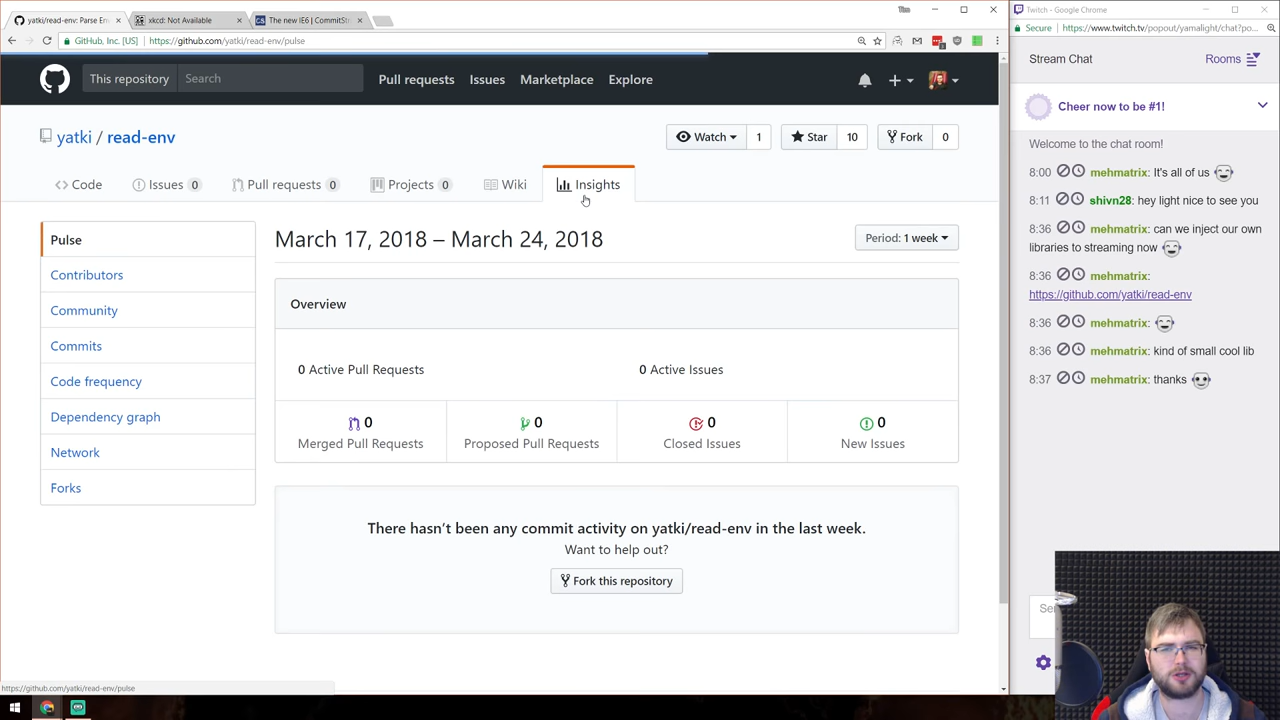 yatki/read-env: Parse En
xkcd: Not Available
The new IE6 | CommitStr
GitHub, Inc. [US]
https://github.com/yatki/read-env/pulse
This repository
Search
Pull requests
Issues
Marketplace
Explore
yatki / read-env
Watch
1
Star
10
Fork
0
Code
Issues 0
Pull requests 0
Projects 0
Wiki
Insights
Pulse
Contributors
Community
Commits
Code frequency
Dependency graph
Network
Forks
March 17, 2018 – March 24, 2018
Period: 1 week
Overview
0 Active Pull Requests
0 Active Issues
0
Merged Pull Requests
0
Proposed Pull Requests
0
Closed Issues
0
New Issues
There hasn't been any commit activity on yatki/read-env in the last week.
Want to help out?
Fork this repository
https://github.com/yatki/read-env/pulse
Twitch - Google Chrome
Secure
https://www.twitch.tv/popout/yamalight/chat?po...
Stream Chat
Rooms
Cheer now to be #1!
Welcome to the chat room!
8:00 mehmatrix: It's all of us
8:11 shivn28: hey light nice to see you
8:36 mehmatrix: can we inject our own
libraries to streaming now
8:36 mehmatrix:
https://github.com/yatki/read-env
8:36 mehmatrix:
8:36 mehmatrix: kind of small cool lib
8:37 mehmatrix: thanks